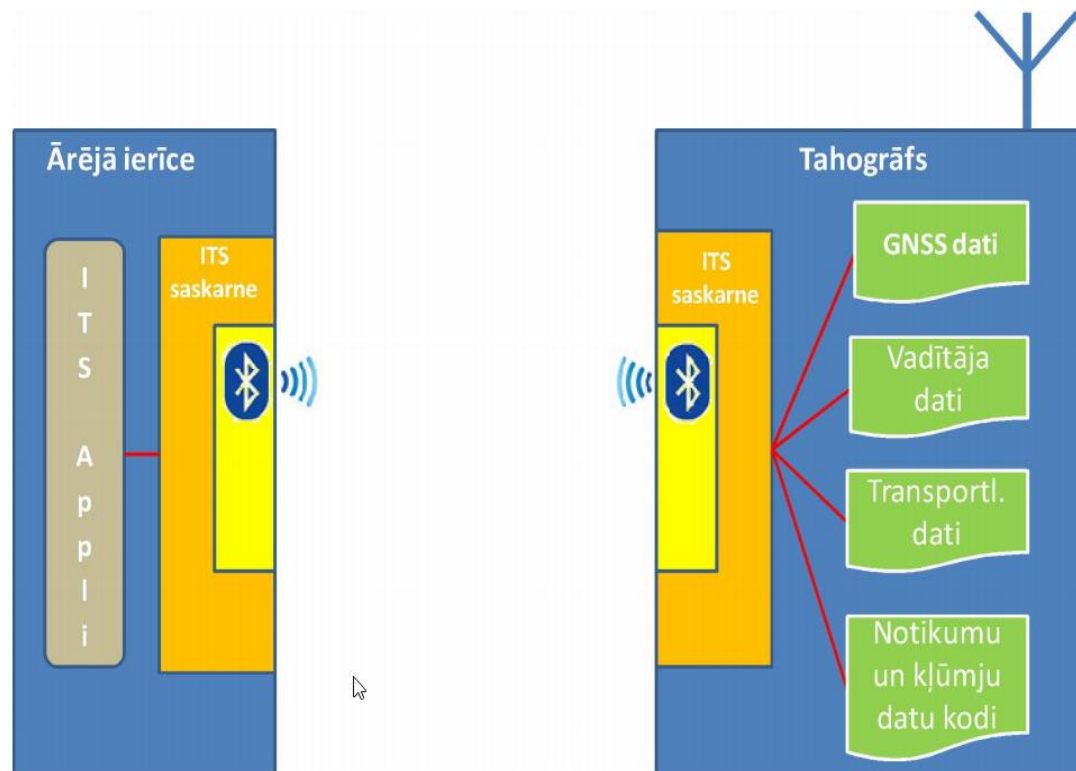 Ārējā ierīce
I
T
S
A
p
p
l
i
ITS
saskarne
Tahogrāfs
ITS
saskarne
GNSS dati
Vadītāja
dati
Transportl.
dati
Notikumu
un kļūmju
datu kodi